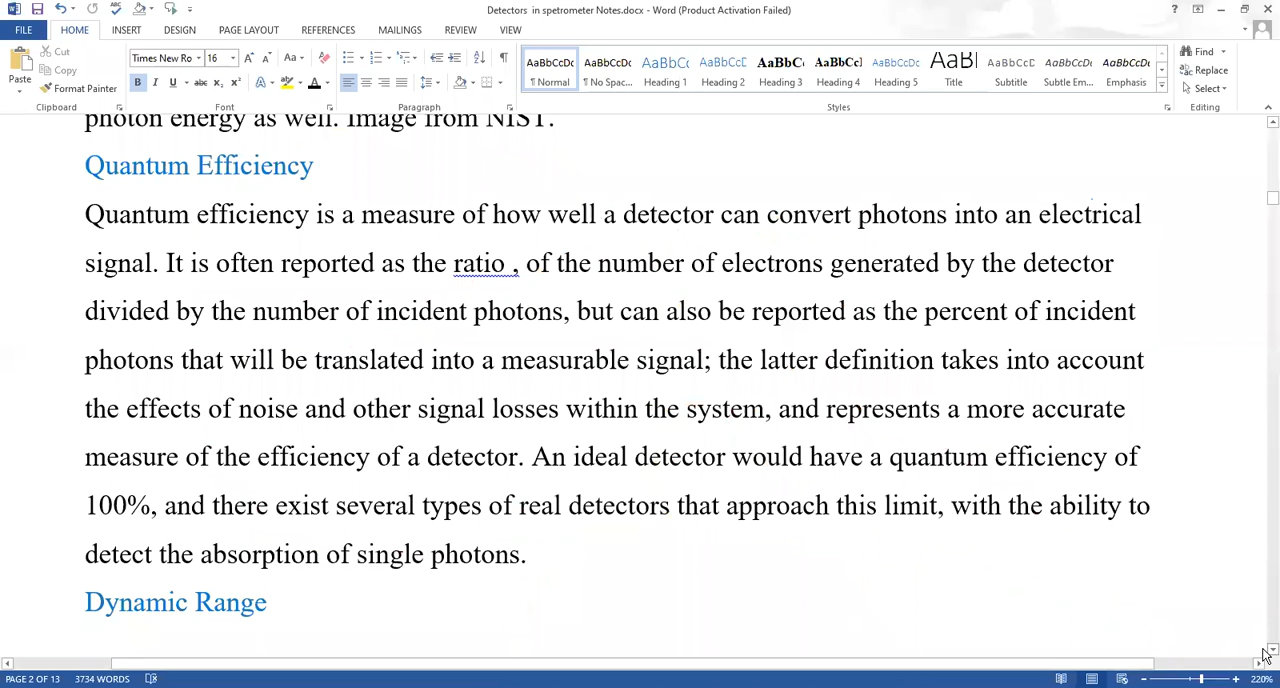 Detectors in spetrometer Notes.docx - Word (Product Activation Failed)
FILE HOME INSERT DESIGN PAGE LAYOUT REFERENCES MAILINGS REVIEW VIEW
Paste
Cut
Copy
Format Painter
Clipboard
Times New Ro 16
Font
Paragraph
AaBbCcDc AaBbCcDc AaBbCc AaBbCcD AaBbC AaBbCc AaBbCcDc AaBl AaBbCcD AaBbCcDc AaBbCcDc
¶ Normal ¶ No Spac... Heading 1 Heading 2 Heading 3 Heading 4 Heading 5 Title Subtitle Subtle Em... Emphasis
Styles
Find
Replace
Select
Editing
photon energy as well. Image from NIST.
Quantum Efficiency
Quantum efficiency is a measure of how well a detector can convert photons into an electrical
signal. It is often reported as the ratio , of the number of electrons generated by the detector
divided by the number of incident photons, but can also be reported as the percent of incident
photons that will be translated into a measurable signal; the latter definition takes into account
the effects of noise and other signal losses within the system, and represents a more accurate
measure of the efficiency of a detector. An ideal detector would have a quantum efficiency of
100%, and there exist several types of real detectors that approach this limit, with the ability to
detect the absorption of single photons.
Dynamic Range
PAGE 2 OF 13 3734 WORDS 220%